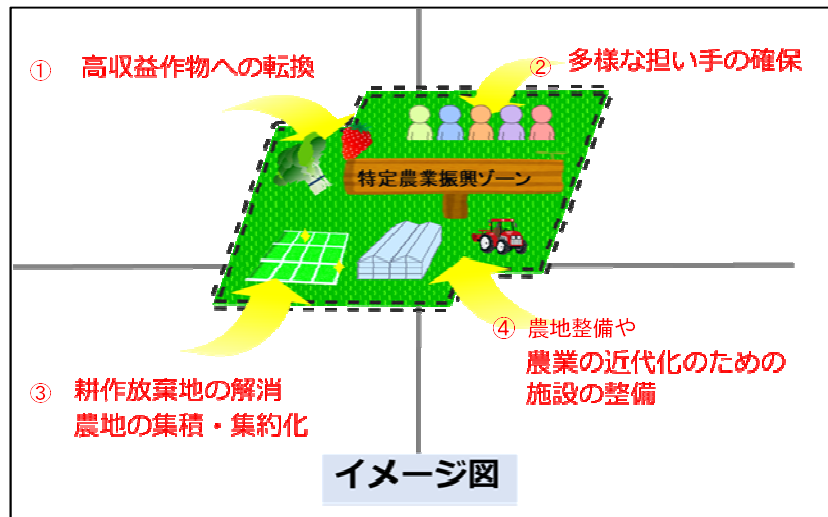 ① 高収益作物への転換
② 多様な担い手の確保
特定農業振興ゾーン
③ 耕作放棄地の解消
農地の集積・集約化
④ 農地整備や
農業の近代化のための
施設の整備
イメージ図